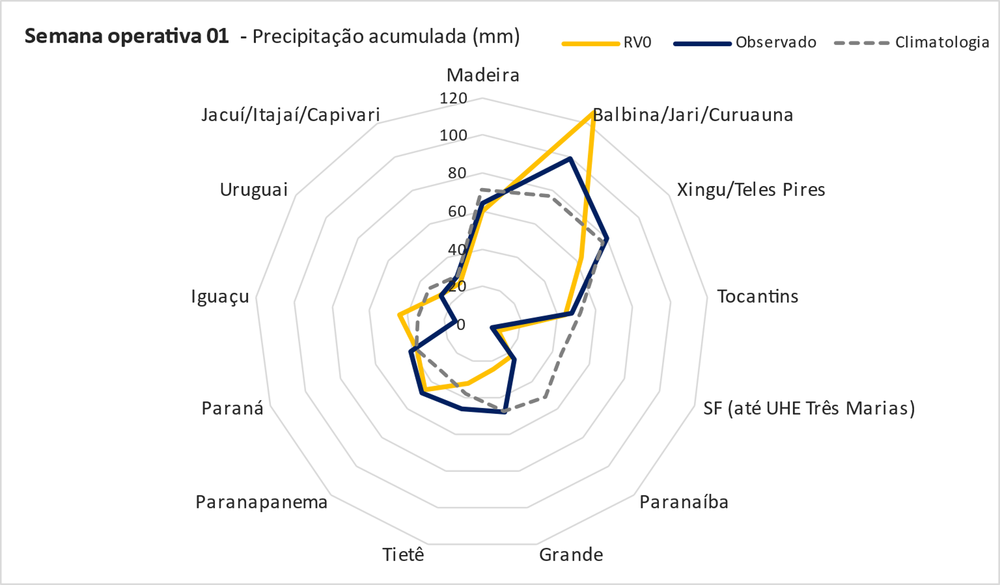 Semana operativa 01 - Precipitação acumulada (mm)
RV0
Observado
Climatologia
Madeira
120
Jacuí/Itajaí/Capivari
Balbina/Jari/Curuauna
100
80
Uruguai
Xingu/Teles Pires
60
40
20
Iguaçu
Tocantins
0
Paraná
SF (até UHE Três Marias)
Paranapanema
Paranaíba
Tietê
Grande